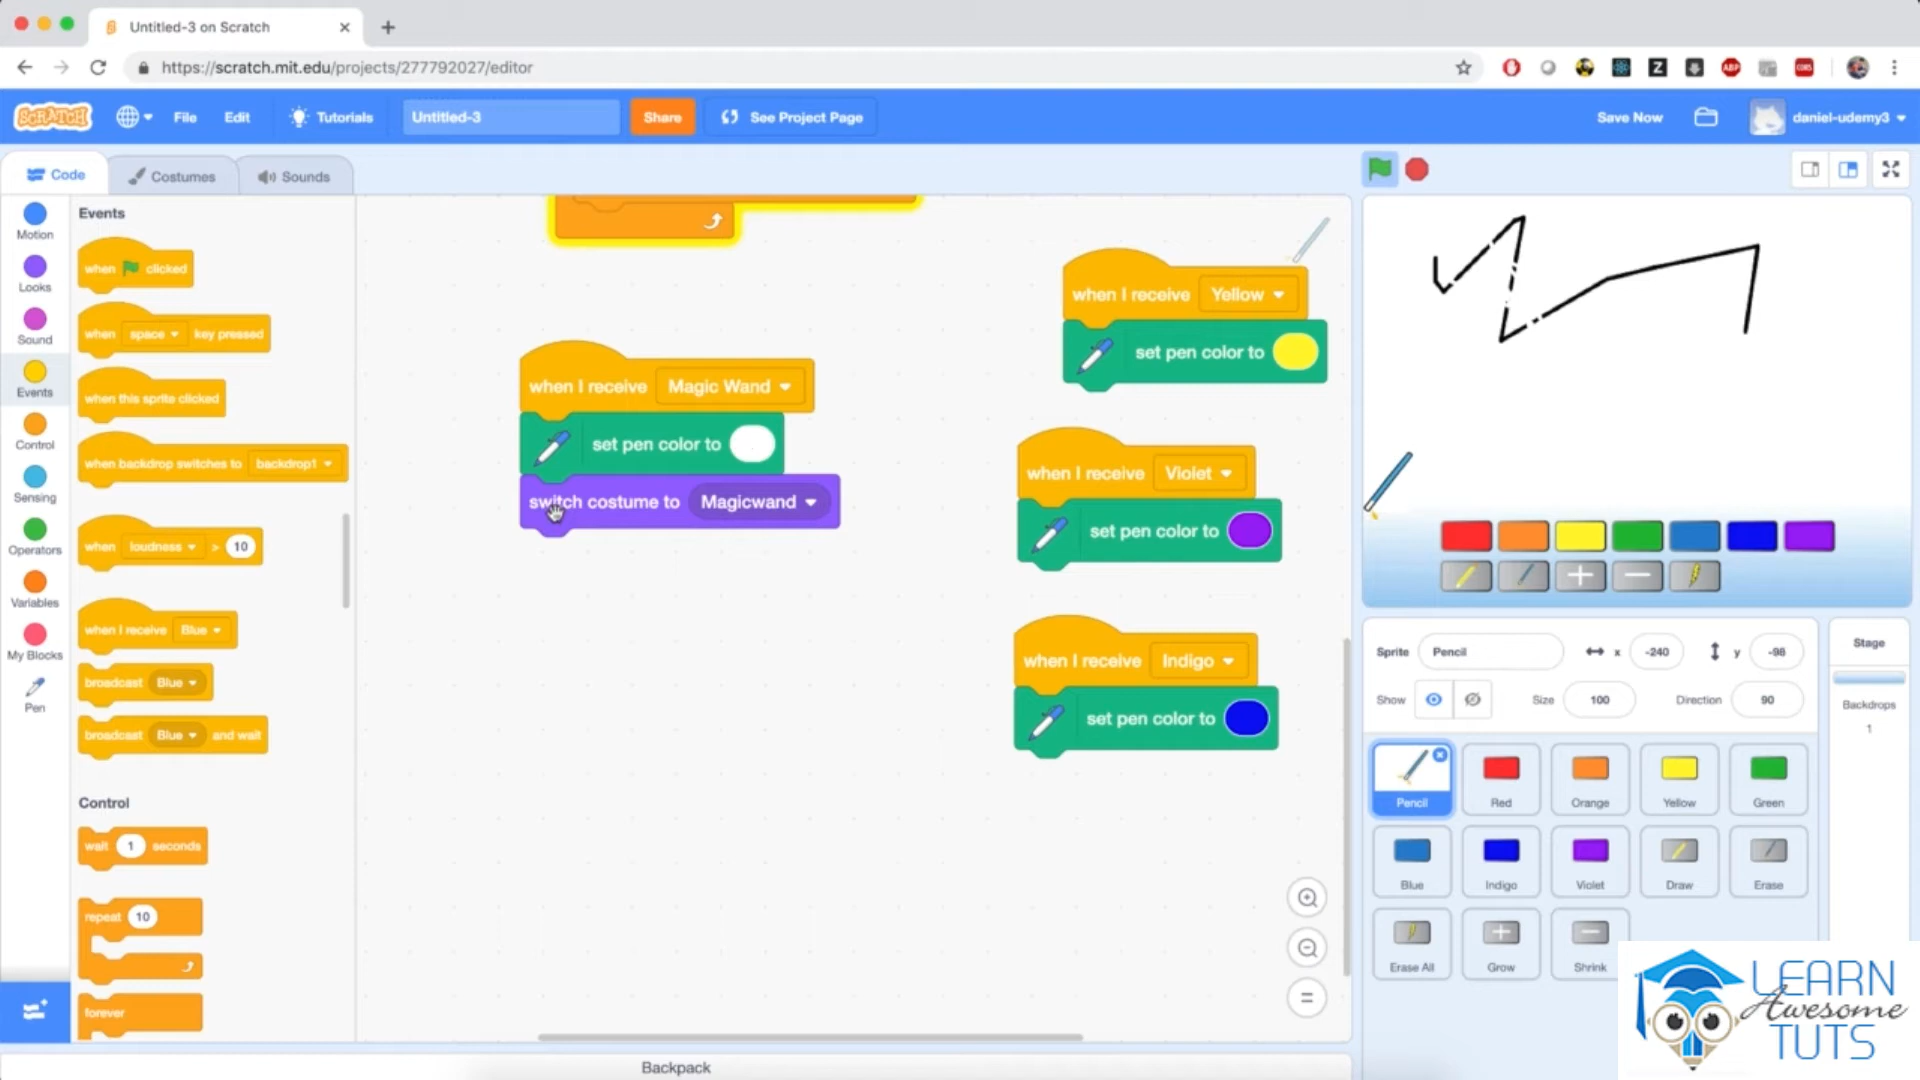 Untitled-3 on Scratch
https://scratch.mit.edu/projects/277792027/editor
Z
ABP
CORS
SCRATCH
File
Edit
Tutorials
Untitled-3
Share
See Project Page
Save Now
daniel-udemy3
Code
Costumes
Sounds
Motion
Looks
Sound
Events
Control
Sensing
Operators
Variables
My Blocks
Pen
Events
when clicked
when space key pressed
when this sprite clicked
when backdrop switches to backdrop1
when loudness > 10
when I receive Blue
broadcast Blue
broadcast Blue and wait
Control
wait 1 seconds
repeat 10
forever
when I receive Magic Wand
set pen color to
switch costume to Magicwand
when I receive Yellow
set pen color to
when I receive Violet
set pen color to
when I receive Indigo
set pen color to
Backpack
Sprite Pencil x -240 y -98
Show Size 100 Direction 90
Pencil
Red
Orange
Yellow
Green
Blue
Indigo
Violet
Draw
Erase
Erase All
Grow
Shrink
Stage
Backdrops
1
LEARN
Awesome
TUTS